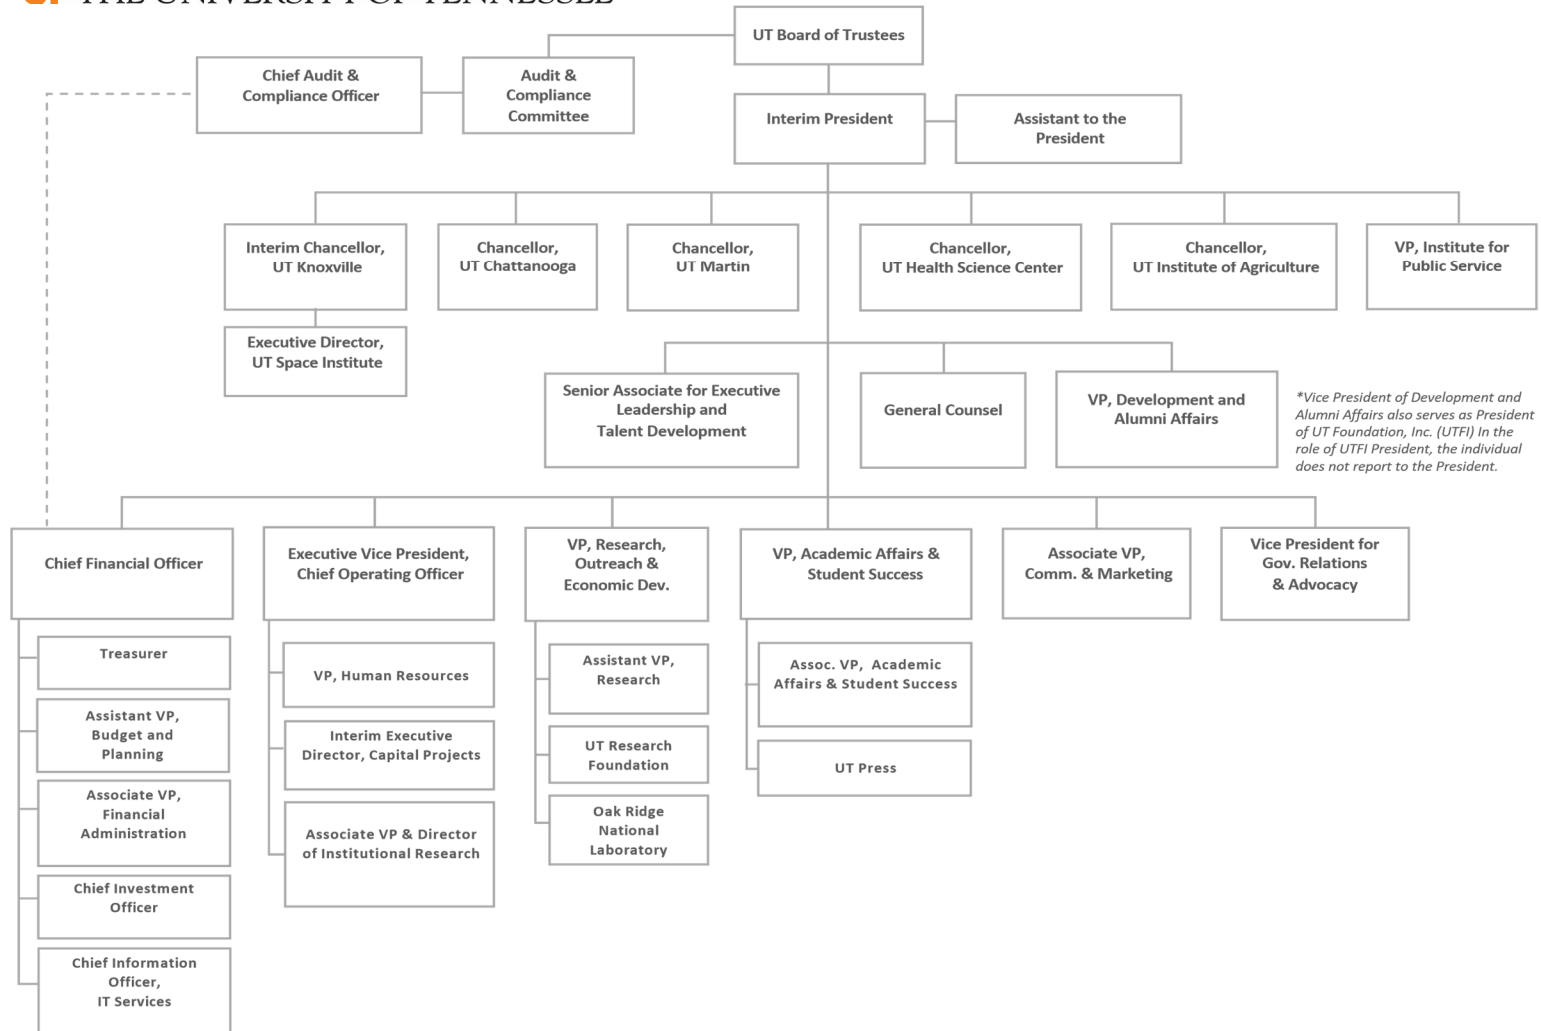 THE UNIVERSITY OF TENNESSEE
UT Board of Trustees
Chief Audit &
Compliance Officer
Audit &
Compliance
Committee
Interim President
Assistant to the
President
Interim Chancellor,
UT Knoxville
Chancellor,
UT Chattanooga
Chancellor,
UT Martin
Chancellor,
UT Health Science Center
Chancellor,
UT Institute of Agriculture
VP, Institute for
Public Service
Executive Director,
UT Space Institute
Senior Associate for Executive
Leadership and
Talent Development
General Counsel
VP, Development and
Alumni Affairs
*Vice President of Development and
Alumni Affairs also serves as President
of UT Foundation, Inc. (UTFI) In the
role of UTFI President, the individual
does not report to the President.
Chief Financial Officer
Executive Vice President,
Chief Operating Officer
VP, Research,
Outreach &
Economic Dev.
VP, Academic Affairs &
Student Success
Associate VP,
Comm. & Marketing
Vice President for
Gov. Relations
& Advocacy
Treasurer
Assistant VP,
Budget and
Planning
Associate VP,
Financial
Administration
Chief Investment
Officer
Chief Information
Officer,
IT Services
VP, Human Resources
Interim Executive
Director, Capital Projects
Associate VP & Director
of Institutional Research
Assistant VP,
Research
UT Research
Foundation
Oak Ridge
National
Laboratory
Assoc. VP, Academic
Affairs & Student Success
UT Press